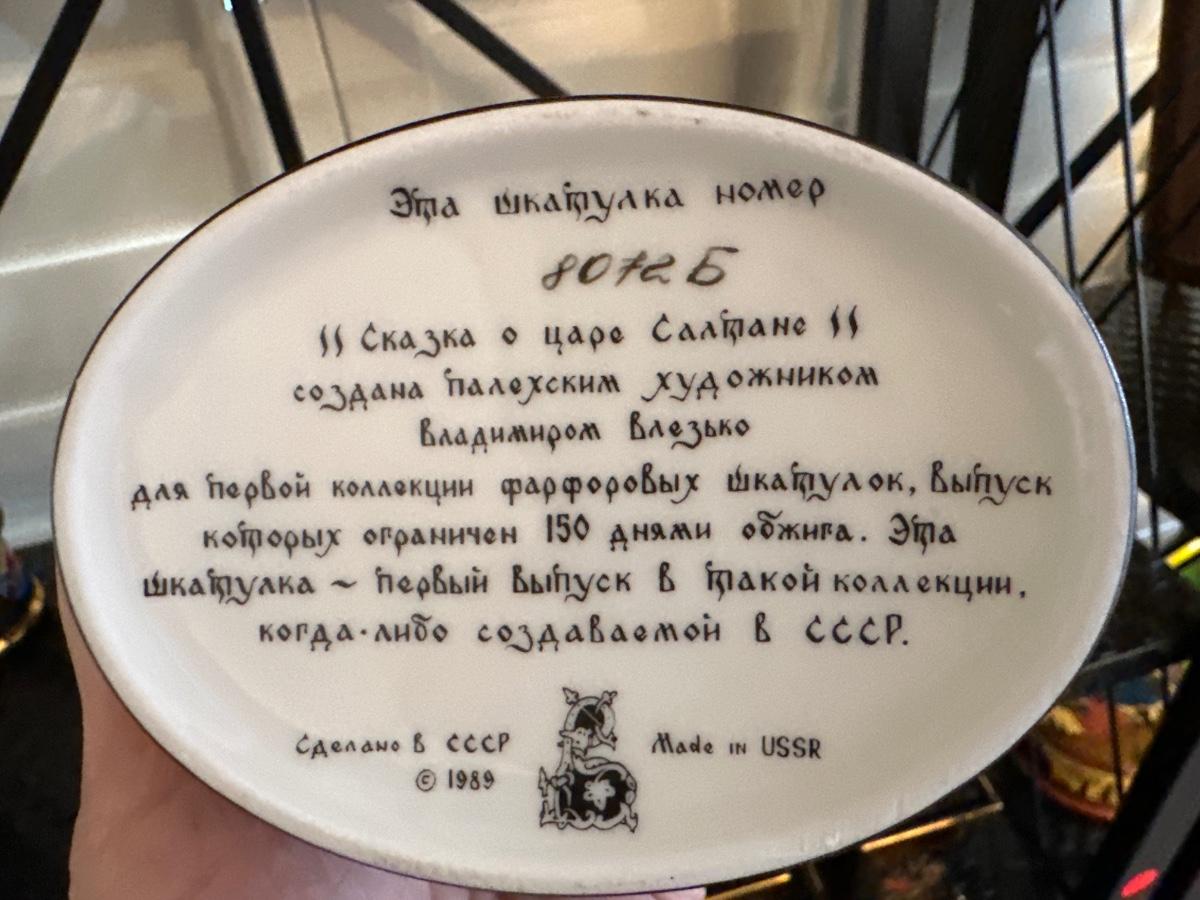 Эта шкатулка номер
8072 Б
"Сказка о царе Салтане"
создана палехским художником
Владимиром Влезько
для первой коллекции фарфоровых шкатулок, выпуск
которых ограничен 150 днями обжига. Эта
шкатулка ~ первый выпуск в такой коллекции,
когда-либо создаваемой в СССР.
Сделано в СССР
© 1989
Made in USSR